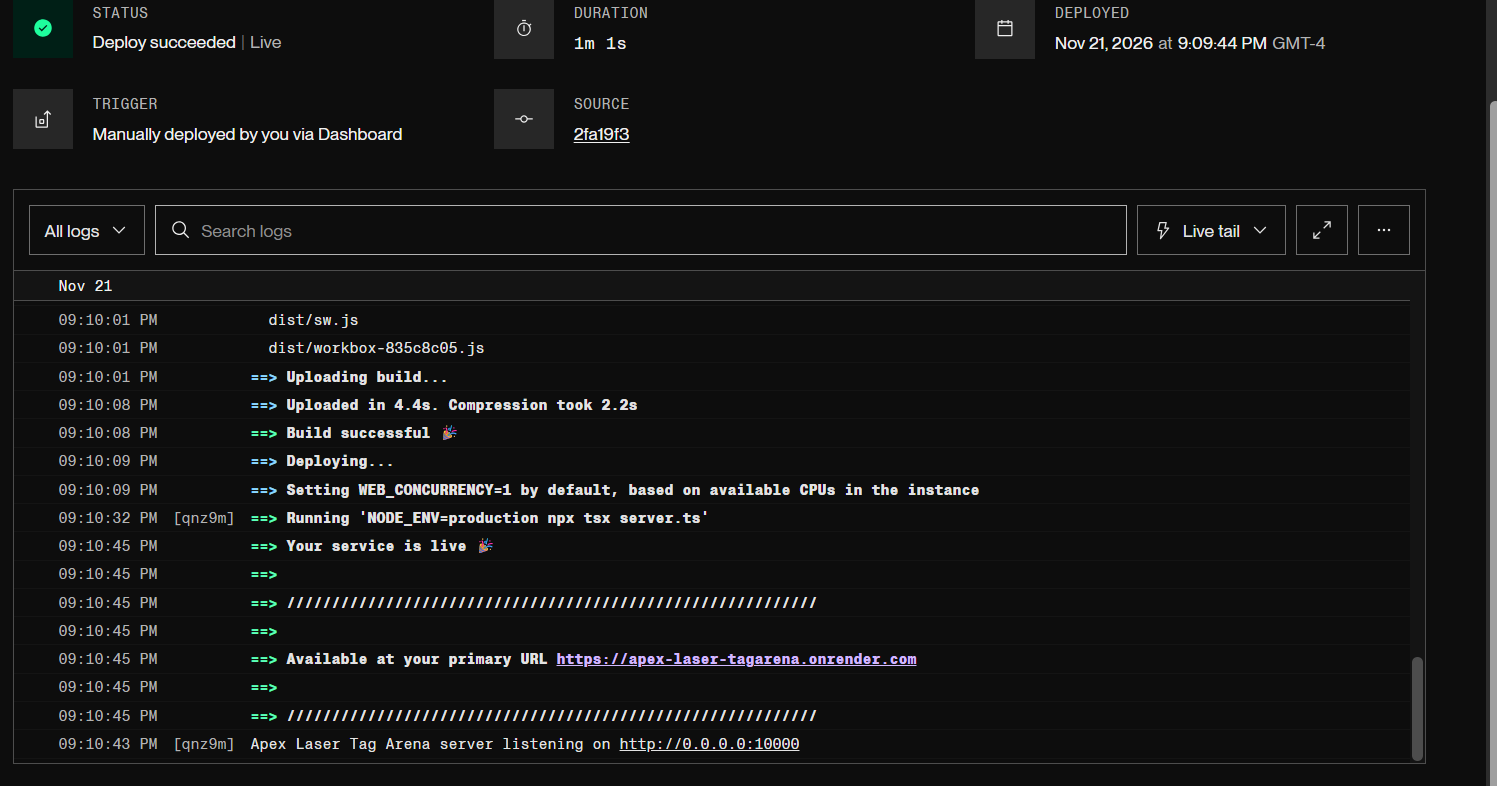 STATUS
Deploy succeeded | Live
DURATION
1m 1s
DEPLOYED
Nov 21, 2026 at 9:09:44 PM GMT-4
TRIGGER
Manually deployed by you via Dashboard
SOURCE
2fa19f3
All logs
Search logs
Live tail
...
Nov 21
09:10:01 PM dist/sw.js
09:10:01 PM dist/workbox-835c8c05.js
09:10:01 PM ==> Uploading build...
09:10:08 PM ==> Uploaded in 4.4s. Compression took 2.2s
09:10:08 PM ==> Build successful 🎉
09:10:09 PM ==> Deploying...
09:10:09 PM ==> Setting WEB_CONCURRENCY=1 by default, based on available CPUs in the instance
09:10:32 PM [qnz9m] ==> Running 'NODE_ENV=production npx tsx server.ts'
09:10:45 PM ==> Your service is live 🎉
09:10:45 PM ==>
09:10:45 PM ==> ///////////////////////////////////////////////////////////
09:10:45 PM ==>
09:10:45 PM ==> Available at your primary URL https://apex-laser-tagarena.onrender.com
09:10:45 PM ==>
09:10:45 PM ==> ///////////////////////////////////////////////////////////
09:10:43 PM [qnz9m] Apex Laser Tag Arena server listening on http://0.0.0.0:10000